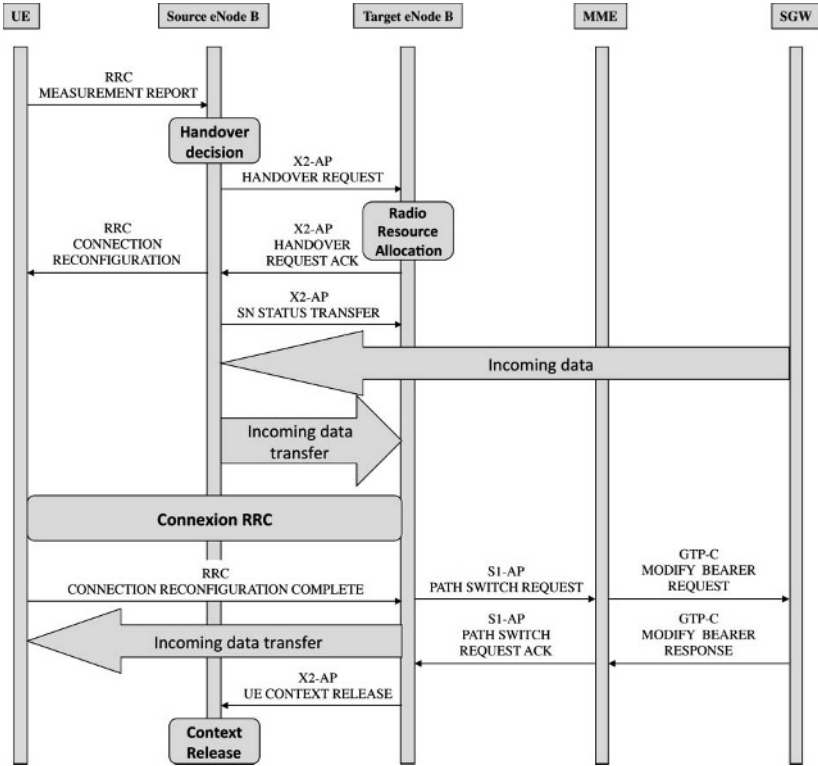 UE
Source eNode B
Target eNode B
MME
SGW
RRC
MEASUREMENT REPORT
Handover
decision
X2-AP
HANDOVER REQUEST
Radio
Resource
Allocation
RRC
CONNECTION
RECONFIGURATION
X2-AP
HANDOVER
REQUEST ACK
X2-AP
SN STATUS TRANSFER
Incoming data
Incoming data
transfer
Connexion RRC
RRC
CONNECTION RECONFIGURATION COMPLETE
S1-AP
PATH SWITCH REQUEST
GTP-C
MODIFY BEARER
REQUEST
Incoming data transfer
S1-AP
PATH SWITCH
REQUEST ACK
GTP-C
MODIFY BEARER
RESPONSE
X2-AP
UE CONTEXT RELEASE
Context
Release